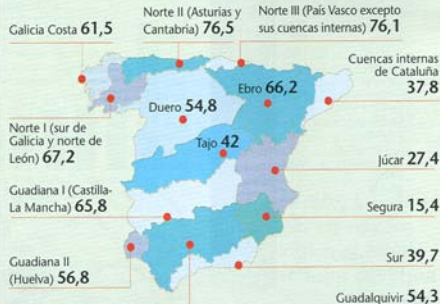 Norte II (Asturias y
Cantabria) 76,5
Norte III (País Vasco excepto
sus cuencas internas) 76,1
Galicia Costa 61,5
Cuencas internas
de Cataluña
37,8
Ebro 66,2
Duero 54,8
Norte I (sur de
Galicia y norte de
León) 67,2
Tajo 42
Júcar 27,4
Guadiana I (Castilla-
La Mancha) 65,8
Segura 15,4
Guadiana II
(Huelva) 56,8
Sur 39,7
Guadalquivir 54,3